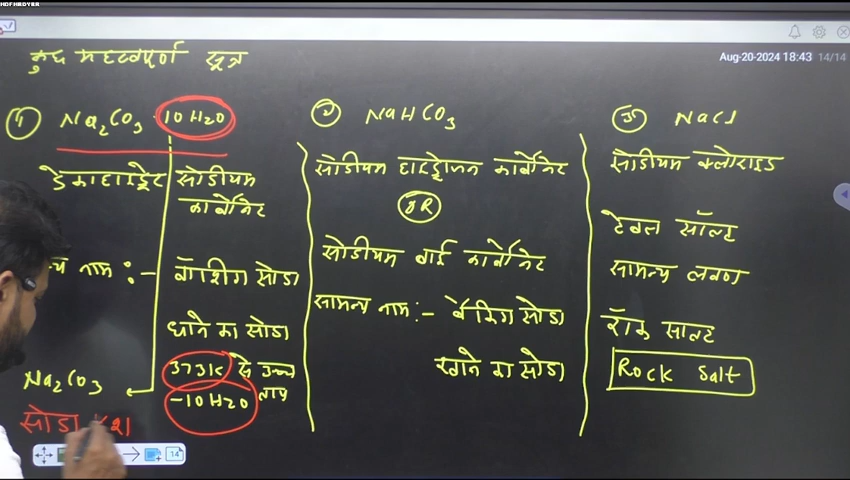 कुछ महत्वपूर्ण सूत्र
Aug-20-2024 18:43 14/14
① Na₂CO₃ · 10H₂O
डेकाहाइड्रेट
सोडियम
कार्बोनेट
नाम :-
वॉशिंग सोडा
धोने का सोडा
373K से उच्च
ताप
-10H₂O
Na₂CO₃
सोडा
② NaHCO₃
सोडियम हाइड्रोजन कार्बोनेट
OR
सोडियम बाई कार्बोनेट
सामान्य नाम :- बेकिंग सोडा
खाने का सोडा
③ NaCl
सोडियम क्लोराइड
टेबल सॉल्ट
सामान्य लवण
रॉक साल्ट
Rock Salt
14